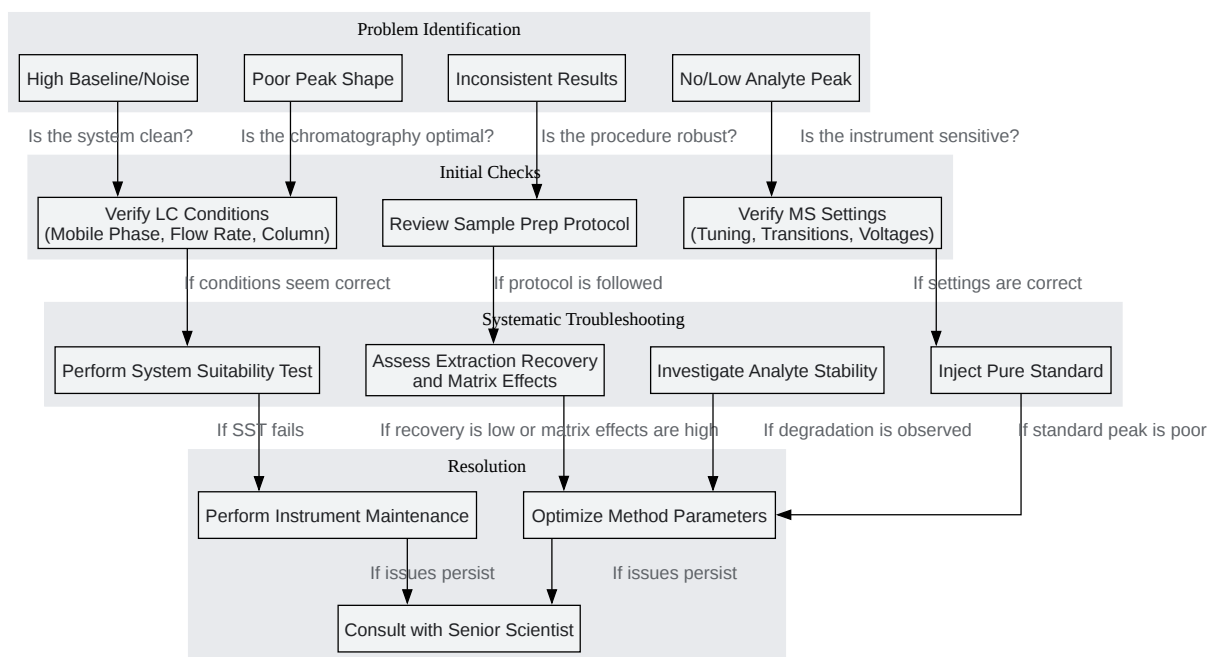 Problem Identification
High Baseline/Noise
Poor Peak Shape
Inconsistent Results
No/Low Analyte Peak
Is the system clean?
Is the chromatography optimal?
Is the procedure robust?
Is the instrument sensitive?
Initial Checks
Verify LC Conditions
(Mobile Phase, Flow Rate, Column)
Review Sample Prep Protocol
Verify MS Settings
(Tuning, Transitions, Voltages)
If conditions seem correct
If protocol is followed
If settings are correct
Systematic Troubleshooting
Perform System Suitability Test
Assess Extraction Recovery
and Matrix Effects
Investigate Analyte Stability
Inject Pure Standard
If SST fails
If recovery is low or matrix effects are high
If degradation is observed
If standard peak is poor
Resolution
Perform Instrument Maintenance
Optimize Method Parameters
If issues persist
If issues persist
Consult with Senior Scientist